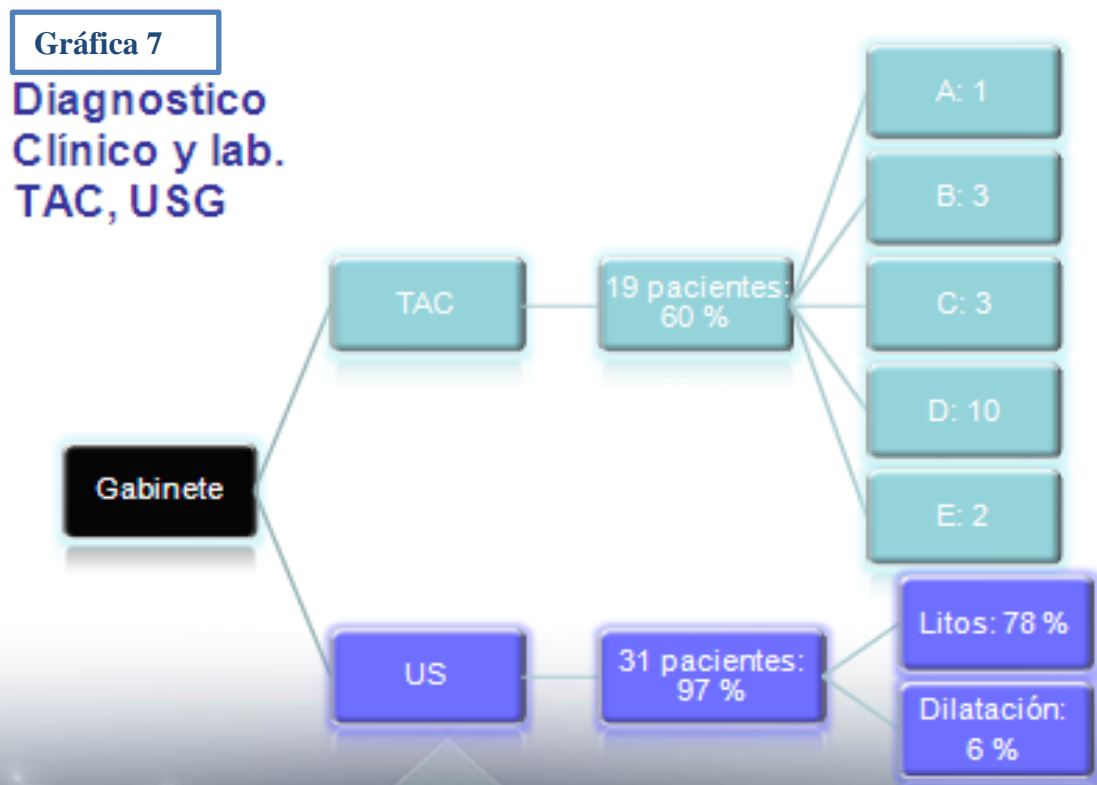 Gráfica 7
Diagnostico
Clínico y lab.
TAC, USG
Gabinete
TAC
19 pacientes:
60 %
A: 1
B: 3
C: 3
D: 10
E: 2
US
31 pacientes:
97 %
Litos: 78 %
Dilatación:
6 %